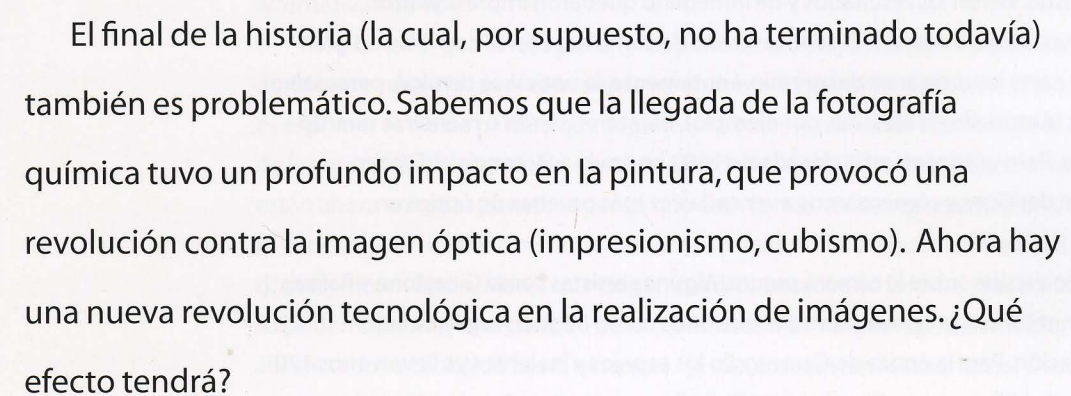 El final de la historia (la cual, por supuesto, no ha terminado todavía)
también es problemático. Sabemos que la llegada de la fotografía
química tuvo un profundo impacto en la pintura, que provocó una
revolución contra la imagen óptica (impresionismo, cubismo). Ahora hay
una nueva revolución tecnológica en la realización de imágenes. ¿Qué
efecto tendrá?